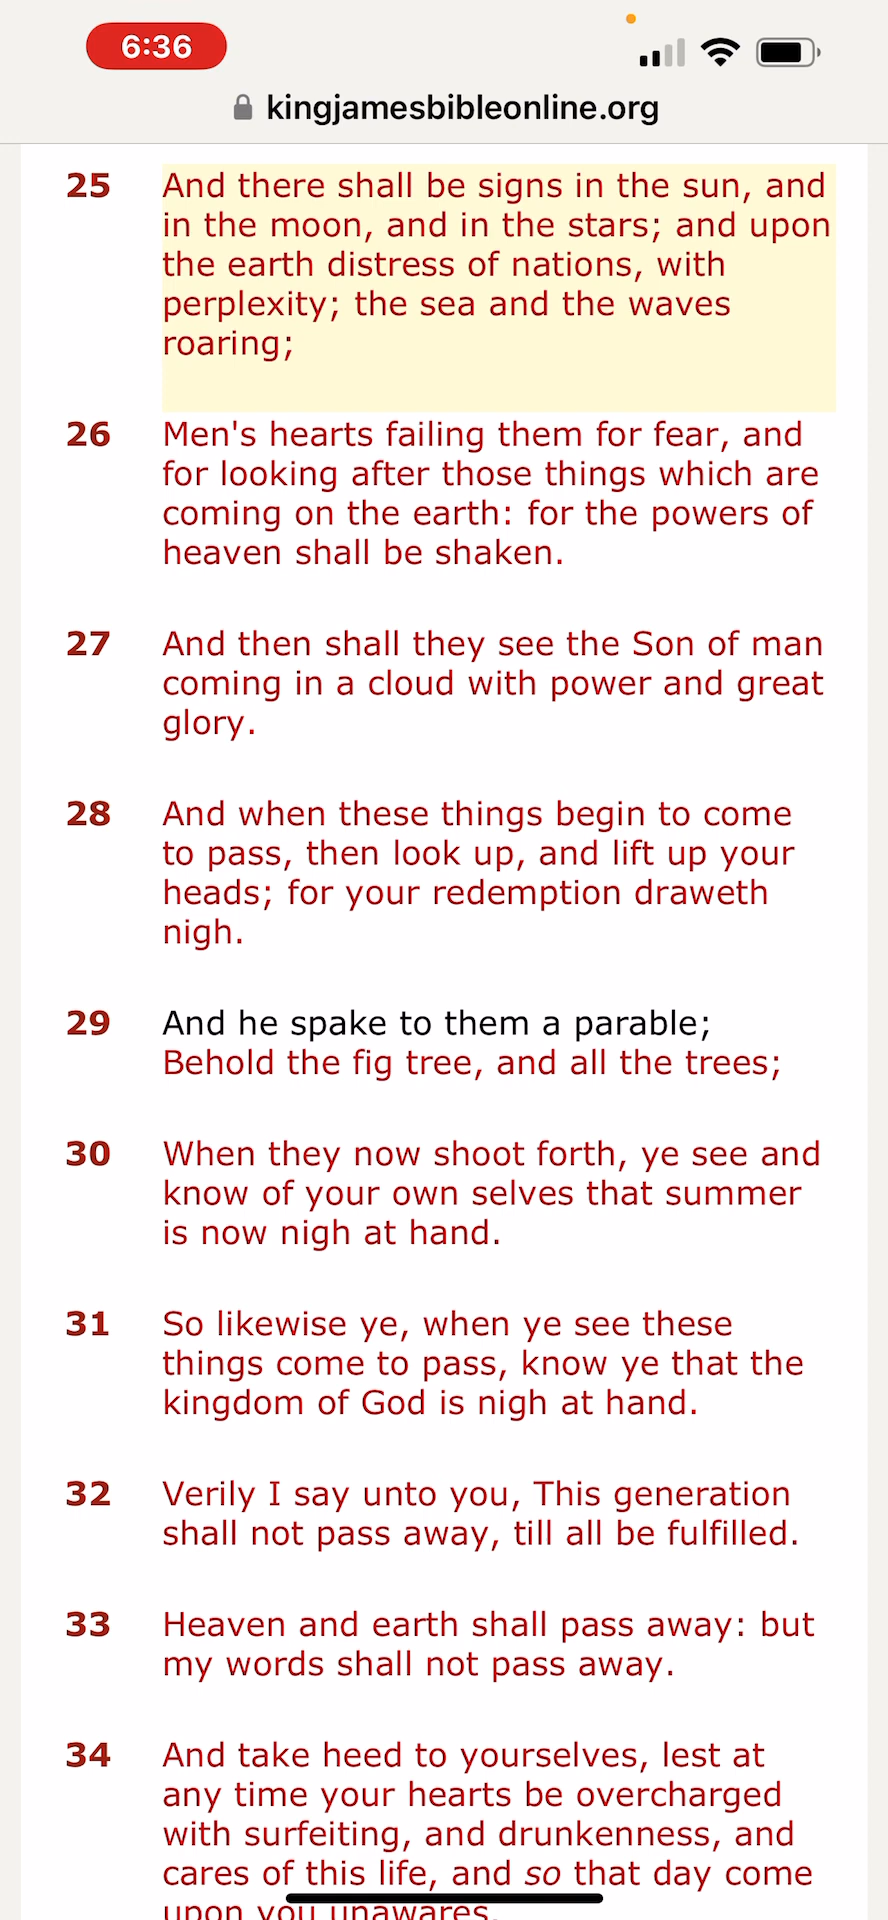 6:36
kingjamesbibleonline.org
25 And there shall be signs in the sun, and
in the moon, and in the stars; and upon
the earth distress of nations, with
perplexity; the sea and the waves
roaring;
26 Men's hearts failing them for fear, and
for looking after those things which are
coming on the earth: for the powers of
heaven shall be shaken.
27 And then shall they see the Son of man
coming in a cloud with power and great
glory.
28 And when these things begin to come
to pass, then look up, and lift up your
heads; for your redemption draweth
nigh.
29 And he spake to them a parable;
Behold the fig tree, and all the trees;
30 When they now shoot forth, ye see and
know of your own selves that summer
is now nigh at hand.
31 So likewise ye, when ye see these
things come to pass, know ye that the
kingdom of God is nigh at hand.
32 Verily I say unto you, This generation
shall not pass away, till all be fulfilled.
33 Heaven and earth shall pass away: but
my words shall not pass away.
34 And take heed to yourselves, lest at
any time your hearts be overcharged
with surfeiting, and drunkenness, and
cares of this life, and so that day come
upon you unawares.